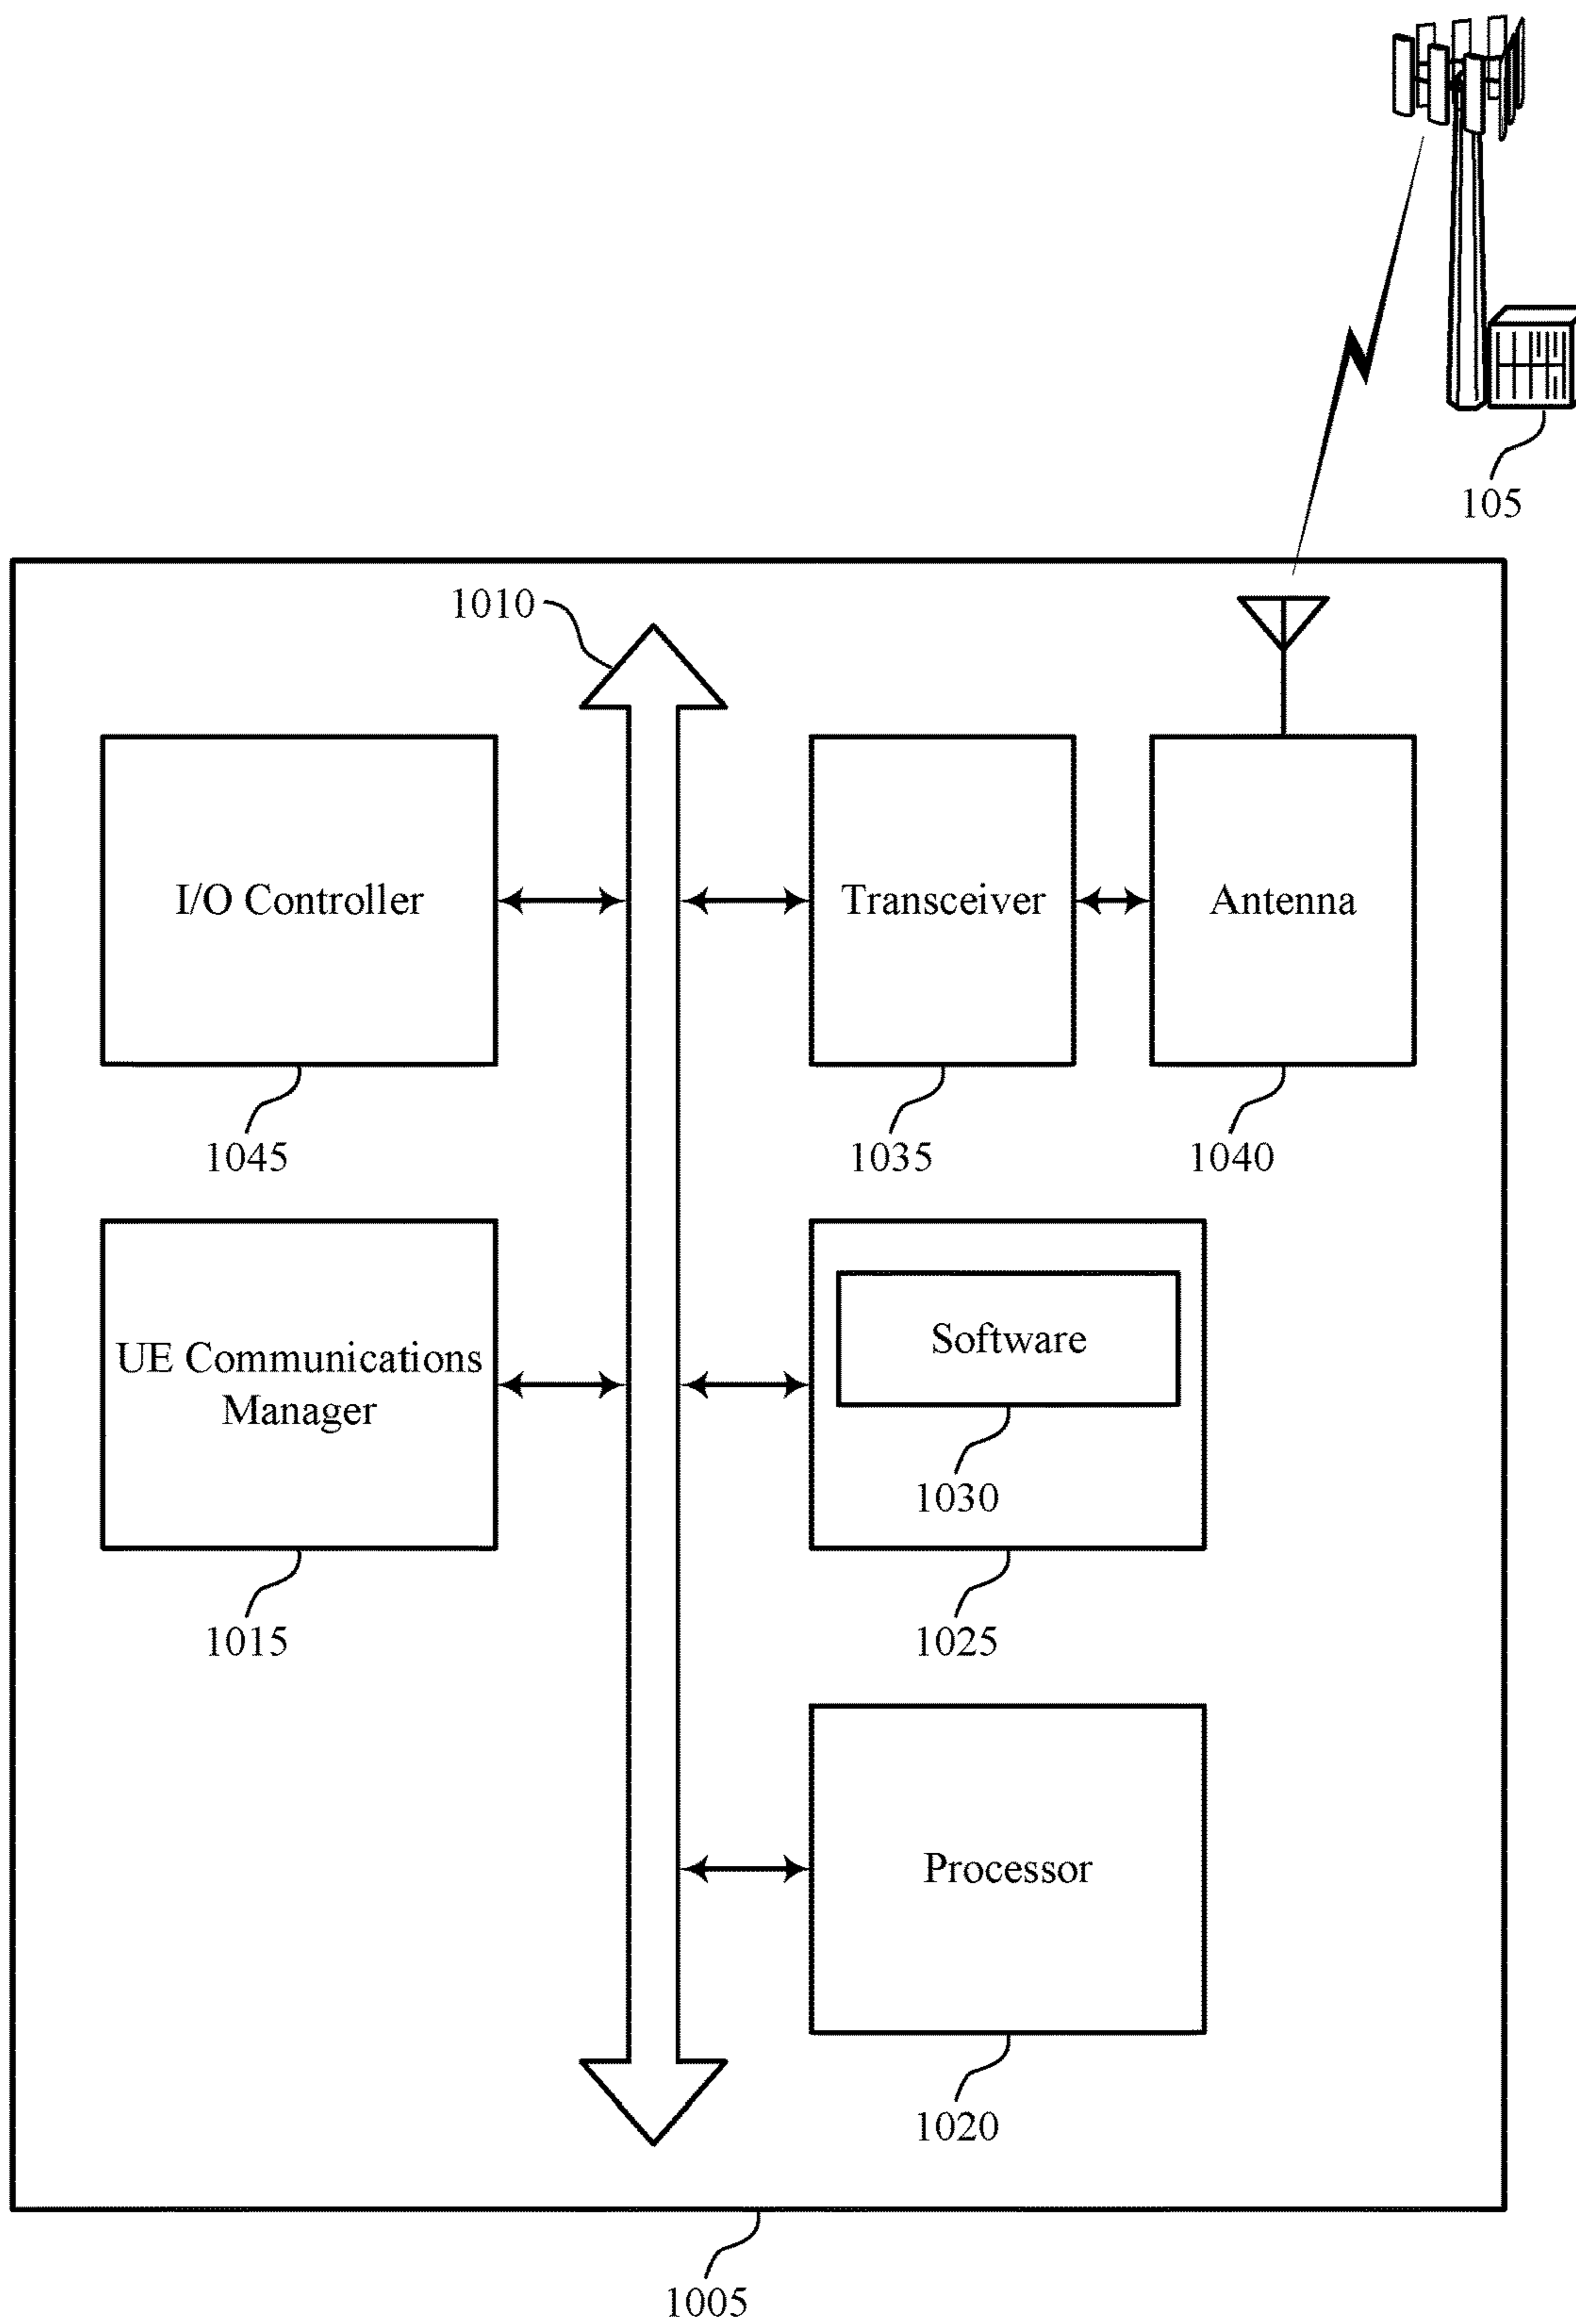 105
1010
I/O Controller
Transceiver
Antenna
1045
1035
1040
UE Communications
Manager
Software
1030
1015
1025
Processor
1020
1005